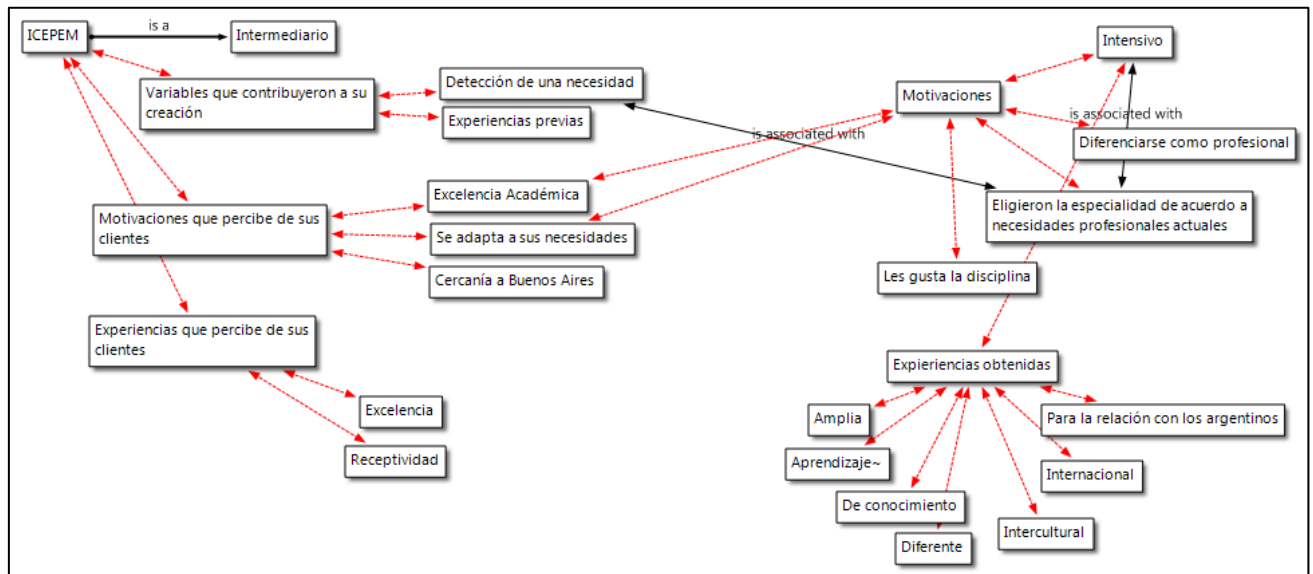 ICEPEM
is a
Intermediario
Variables que contribuyeron a su
creación
Detección de una necesidad
Experiencias previas
Motivaciones que percibe de sus
clientes
Excelencia Académica
Se adapta a sus necesidades
Cercanía a Buenos Aires
Experiencias que percibe de sus
clientes
Excelencia
Receptividad
is associated with
Intensivo
Motivaciones
is associated with
Diferenciarse como profesional
Eligieron la especialidad de acuerdo a
necesidades profesionales actuales
Les gusta la disciplina
Expieriencias obtenidas
Amplia
Aprendizaje~
De conocimiento
Diferente
Intercultural
Internacional
Para la relación con los argentinos